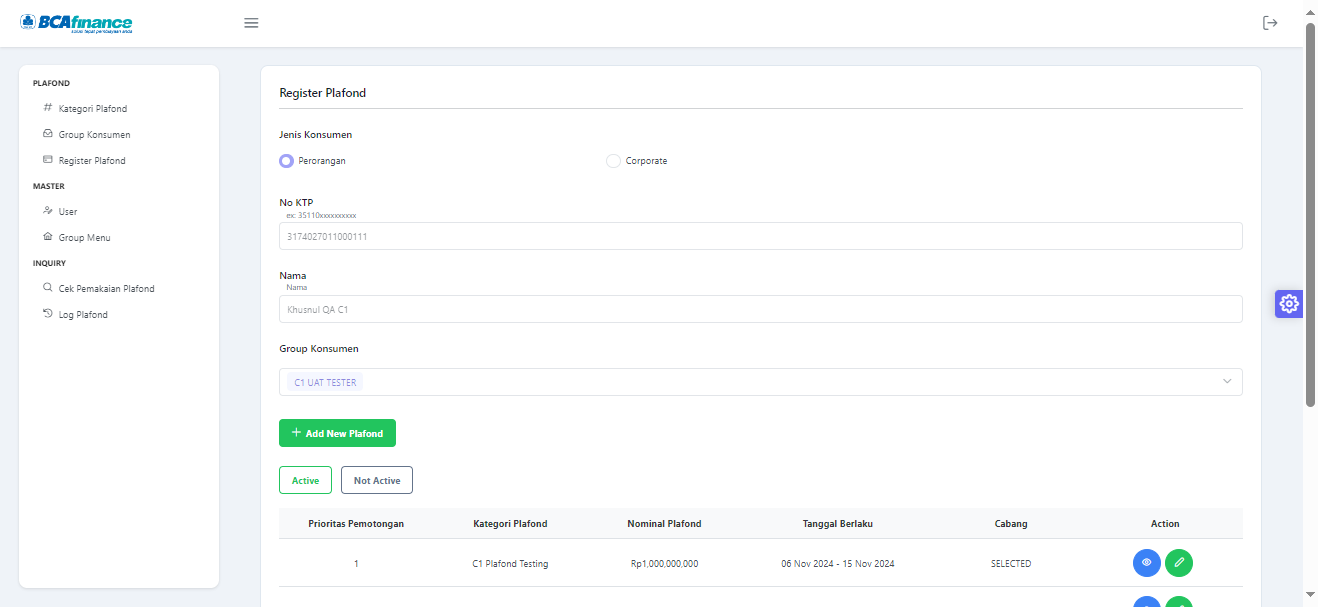 BCAfinance
solusi tepat pembiayaan anda
PLAFOND
Kategori Plafond
Group Konsumen
Register Plafond
MASTER
User
Group Menu
INQUIRY
Cek Pemakaian Plafond
Log Plafond
Register Plafond
Jenis Konsumen
Perorangan
Corporate
No KTP
ex: 35110xxxxxxxxxx
3174027011000111
Nama
Nama
Khusnul QA C1
Group Konsumen
C1 UAT TESTER
+ Add New Plafond
Active Not Active
Prioritas Pemotongan Kategori Plafond Nominal Plafond Tanggal Berlaku Cabang Action
1 C1 Plafond Testing Rp1,000,000,000 06 Nov 2024 - 15 Nov 2024 SELECTED